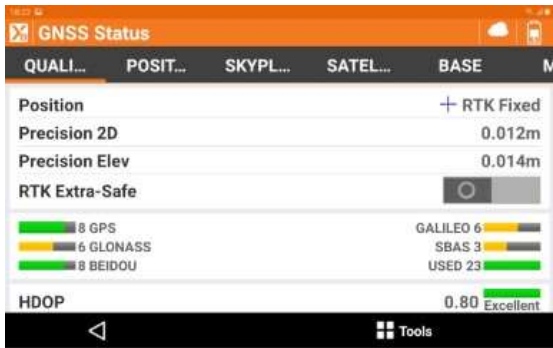 GNSS Status
QUALI... POSIT... SKYPL... SATEL... BASE M
Position + RTK Fixed
Precision 2D 0.012m
Precision Elev 0.014m
RTK Extra-Safe
8 GPS GALILEO 6
6 GLONASS SBAS 3
8 BEIDOU USED 23
HDOP 0.80 Excellent
Tools